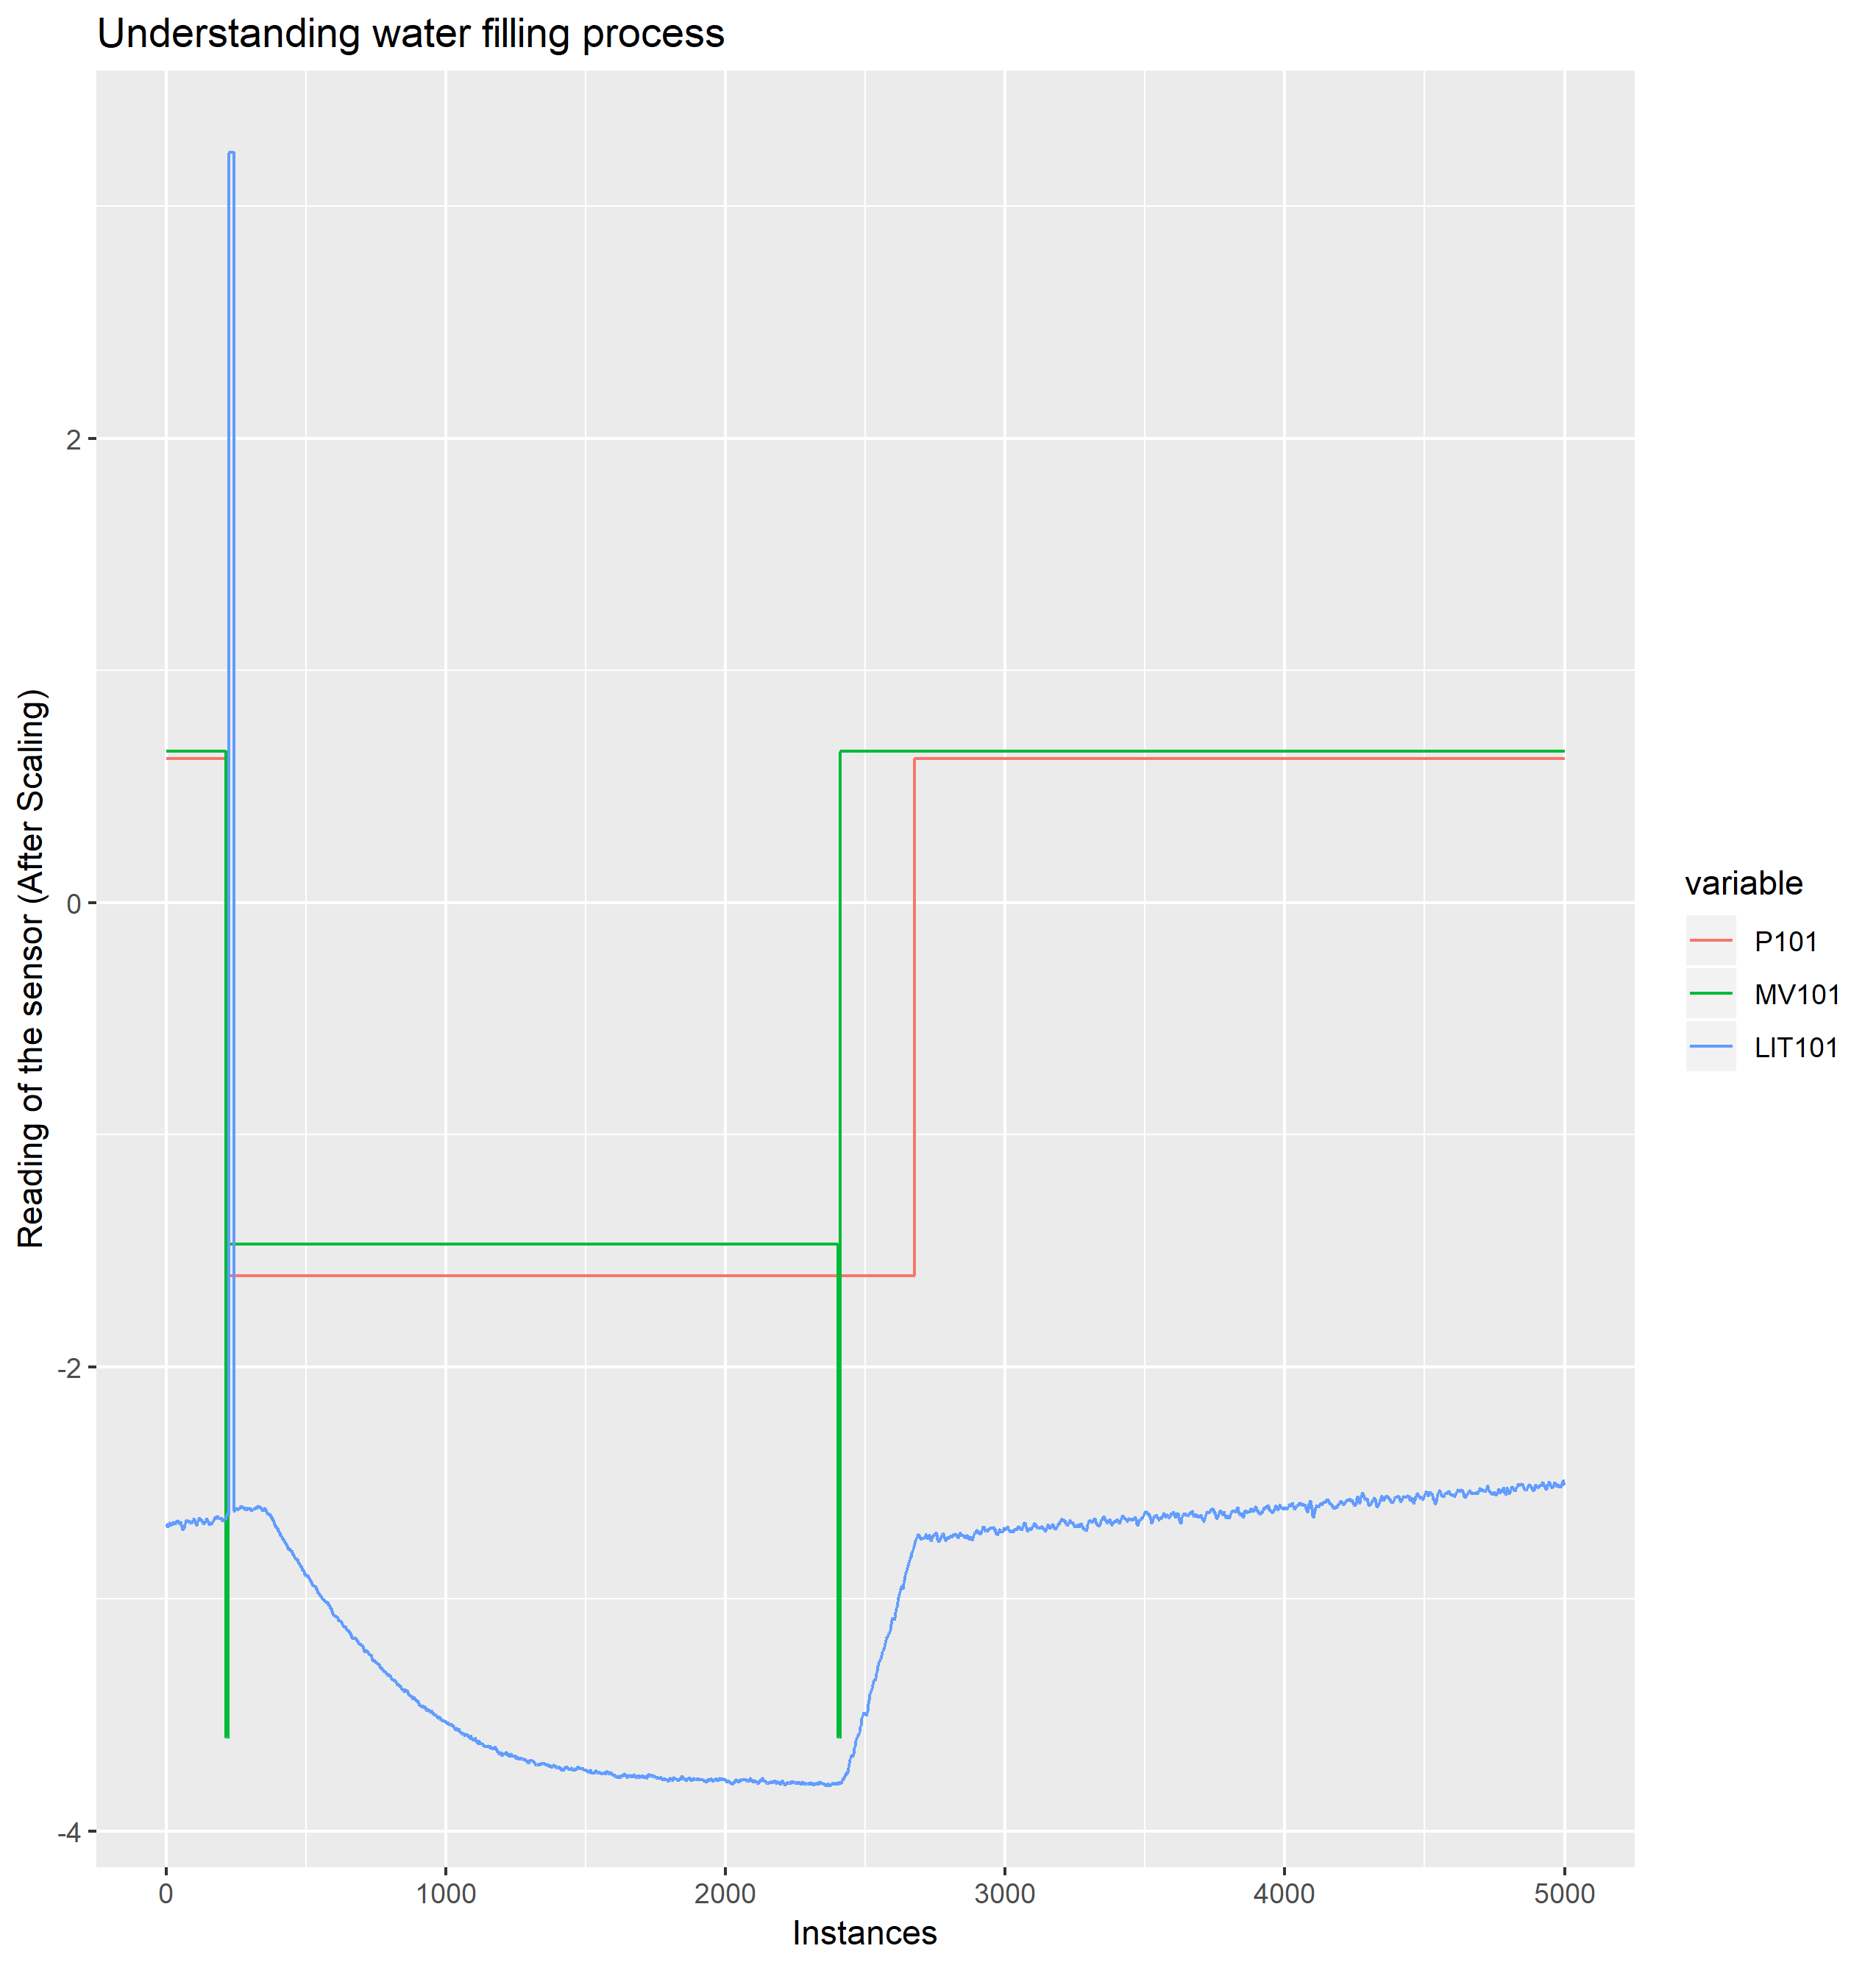 Understanding water filling process
Reading of the sensor (After Scaling)
2
0
-2
-4
0 1000 2000 3000 4000 5000
Instances
variable
P101
MV101
LIT101